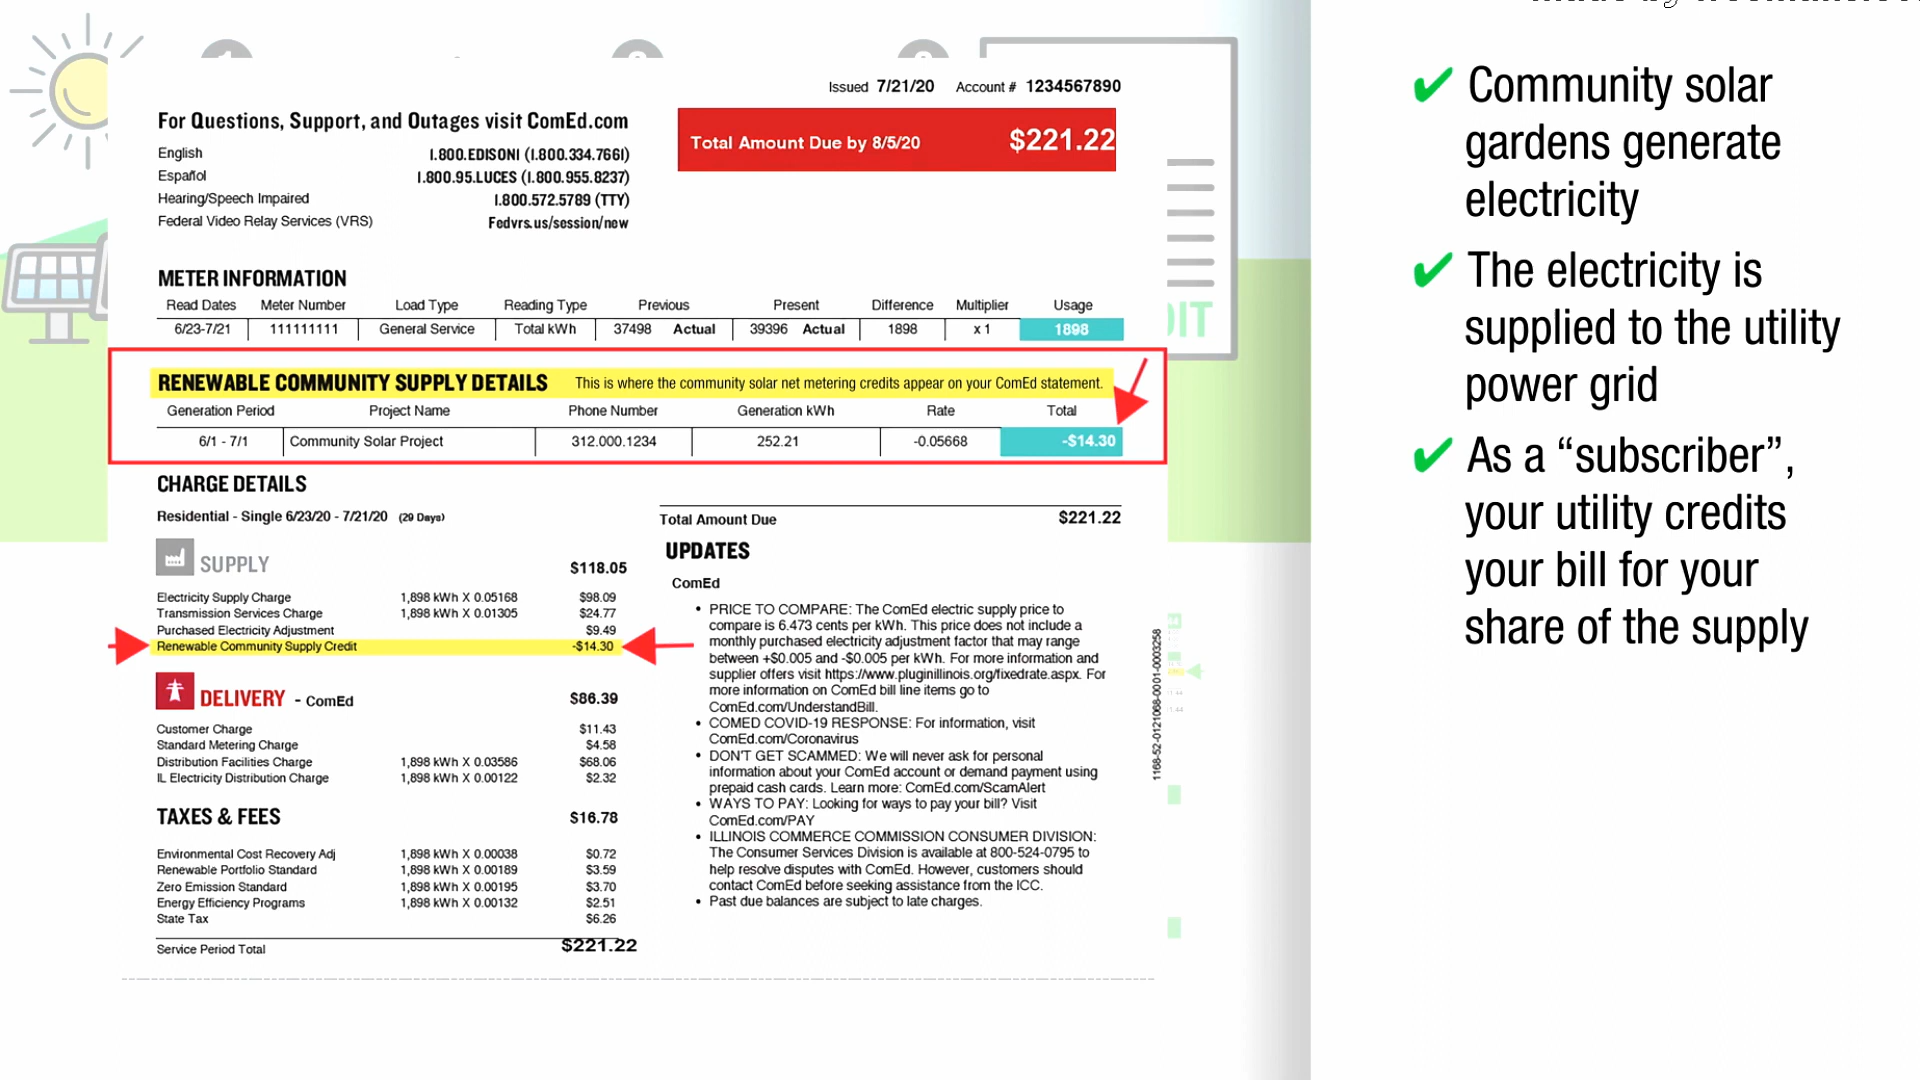 Issued 7/21/20 Account # 1234567890
For Questions, Support, and Outages visit ComEd.com
English 1.800.EDISON1 (1.800.334.7661)
Español 1.800.95.LUCES (1.800.955.8237)
Hearing/Speech Impaired 1.800.572.5789 (TTY)
Federal Video Relay Services (VRS) Fedvrs.us/session/new
Total Amount Due by 8/5/20 $221.22
METER INFORMATION
Read Dates Meter Number Load Type Reading Type Previous Present Difference Multiplier Usage
6/23-7/21 111111111 General Service Total kWh 37498 Actual 39396 Actual 1898 x 1 1898
RENEWABLE COMMUNITY SUPPLY DETAILS This is where the community solar net metering credits appear on your ComEd statement.
Generation Period Project Name Phone Number Generation kWh Rate Total
6/1 - 7/1 Community Solar Project 312.000.1234 252.21 -0.05668 -$14.30
CHARGE DETAILS
Residential - Single 6/23/20 - 7/21/20 (29 Days)
SUPPLY $118.05
Electricity Supply Charge 1,898 kWh X 0.05168 $98.09
Transmission Services Charge 1,898 kWh X 0.01305 $24.77
Purchased Electricity Adjustment $9.49
Renewable Community Supply Credit -$14.30
DELIVERY - ComEd $86.39
Customer Charge $11.43
Standard Metering Charge $4.58
Distribution Facilities Charge 1,898 kWh X 0.03586 $68.06
IL Electricity Distribution Charge 1,898 kWh X 0.00122 $2.32
TAXES & FEES $16.78
Environmental Cost Recovery Adj 1,898 kWh X 0.00038 $0.72
Renewable Portfolio Standard 1,898 kWh X 0.00189 $3.59
Zero Emission Standard 1,898 kWh X 0.00195 $3.70
Energy Efficiency Programs 1,898 kWh X 0.00132 $2.51
State Tax $6.26
Service Period Total $221.22
Total Amount Due $221.22
UPDATES
ComEd
• PRICE TO COMPARE: The ComEd electric supply price to
compare is 6.473 cents per kWh. This price does not include a
monthly purchased electricity adjustment factor that may range
between +$0.005 and -$0.005 per kWh. For more information and
supplier offers visit https://www.pluginillinois.org/fixedrate.aspx. For
more information on ComEd bill line items go to
ComEd.com/UnderstandBill.
• COMED COVID-19 RESPONSE: For information, visit
ComEd.com/Coronavirus
• DON'T GET SCAMMED: We will never ask for personal
information about your ComEd account or demand payment using
prepaid cash cards. Learn more: ComEd.com/ScamAlert
• WAYS TO PAY: Looking for ways to pay your bill? Visit
ComEd.com/PAY
• ILLINOIS COMMERCE COMMISSION CONSUMER DIVISION:
The Consumer Services Division is available at 800-524-0795 to
help resolve disputes with ComEd. However, customers should
contact ComEd before seeking assistance from the ICC.
• Past due balances are subject to late charges.
1168-52-0121068-0001-0003258
✔ Community solar
gardens generate
electricity
✔ The electricity is
supplied to the utility
power grid
✔ As a “subscriber”,
your utility credits
your bill for your
share of the supply